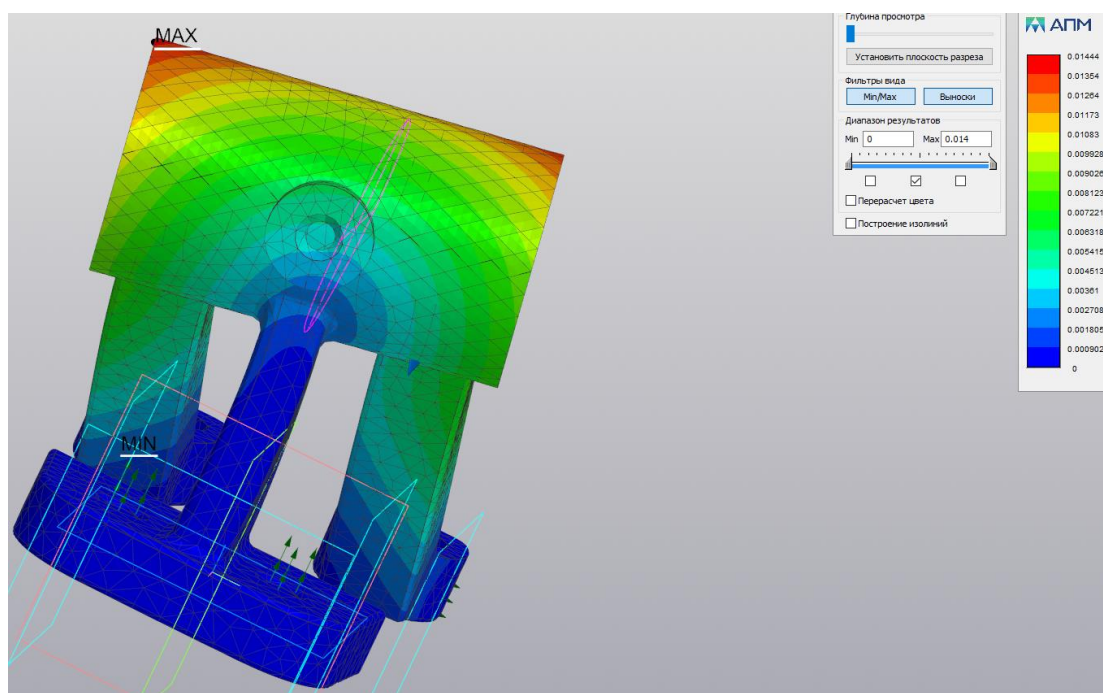 MAX
MIN
Глубина просмотра
Установить плоскость разреза
Фильтры вида
Min/Max
Выноски
Диапазон результатов
Min 0 Max 0.014
Перерасчет цвета
Построение изолиний
АПМ
0.01444
0.01354
0.01264
0.01173
0.01083
0.009928
0.009026
0.008123
0.007221
0.006318
0.005415
0.004513
0.00361
0.002708
0.001805
0.000902
0